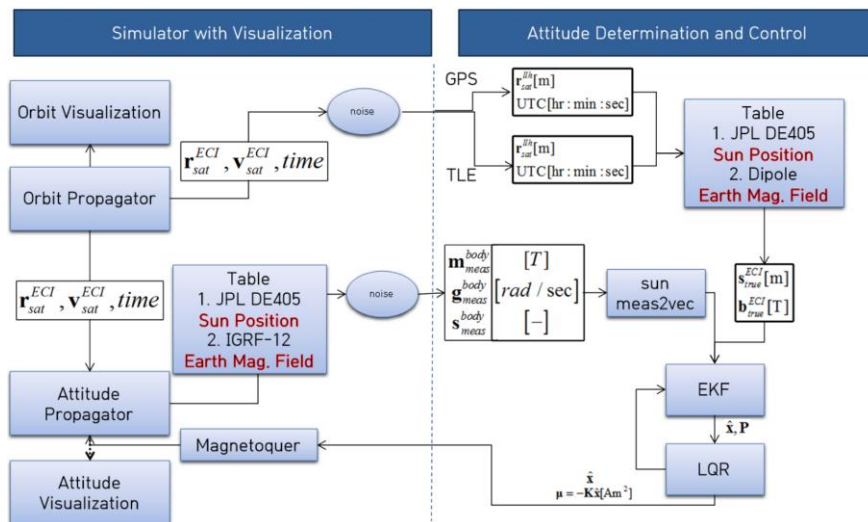 Simulator with Visualization
Attitude Determination and Control
Orbit Visualization
noise
GPS
r_sat^llh[m]
UTC[hr : min : sec]
r_sat^ECI, v_sat^ECI, time
TLE
r_sat^llh[m]
UTC[hr : min : sec]
Table
1. JPL DE405
Sun Position
2. Dipole
Earth Mag. Field
Orbit Propagator
r_sat^ECI, v_sat^ECI, time
Table
1. JPL DE405
Sun Position
2. IGRF-12
Earth Mag. Field
noise
m_meas^body [T]
g_meas^body [rad / sec]
s_meas^body [-]
sun
meas2vec
s_true^ECI[m]
b_true^ECI[T]
Attitude
Propagator
EKF
x̂, P
Magnetoquer
LQR
x̂
μ = -Kx̂[Am²]
Attitude
Visualization